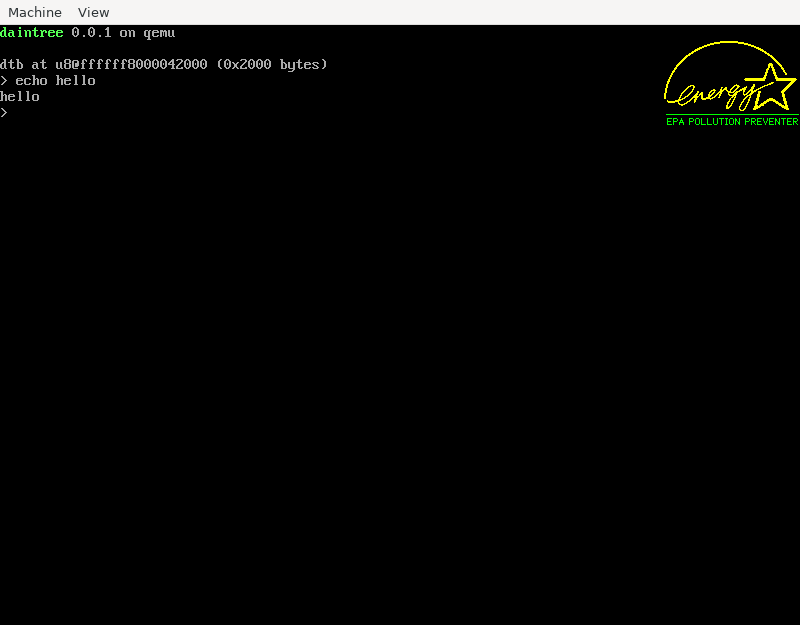 Machine View
daintree 0.0.1 on qemu
dtb at u8@ffffff8000042000 (0x2000 bytes)
> echo hello
hello
>
energy
EPA POLLUTION PREVENTER